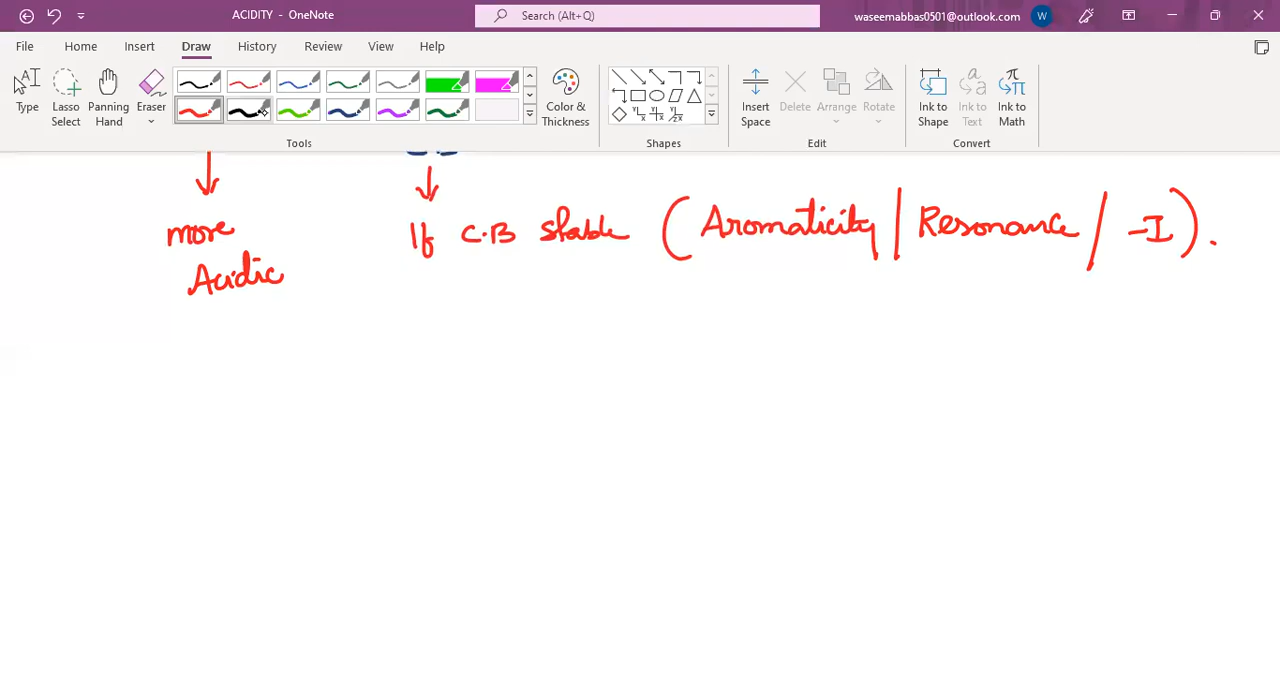 ACIDITY - OneNote
Search (Alt+Q)
waseemabbas0501@outlook.com
W
File Home Insert Draw History Review View Help
Type
Lasso Select
Panning Hand
Eraser
Color & Thickness
Insert Space
Delete
Arrange
Rotate
Ink to Shape
Ink to Text
Ink to Math
Tools Shapes Edit Convert
more If C.B stable ( Aromaticity / Resonance / -I ).
Acidic